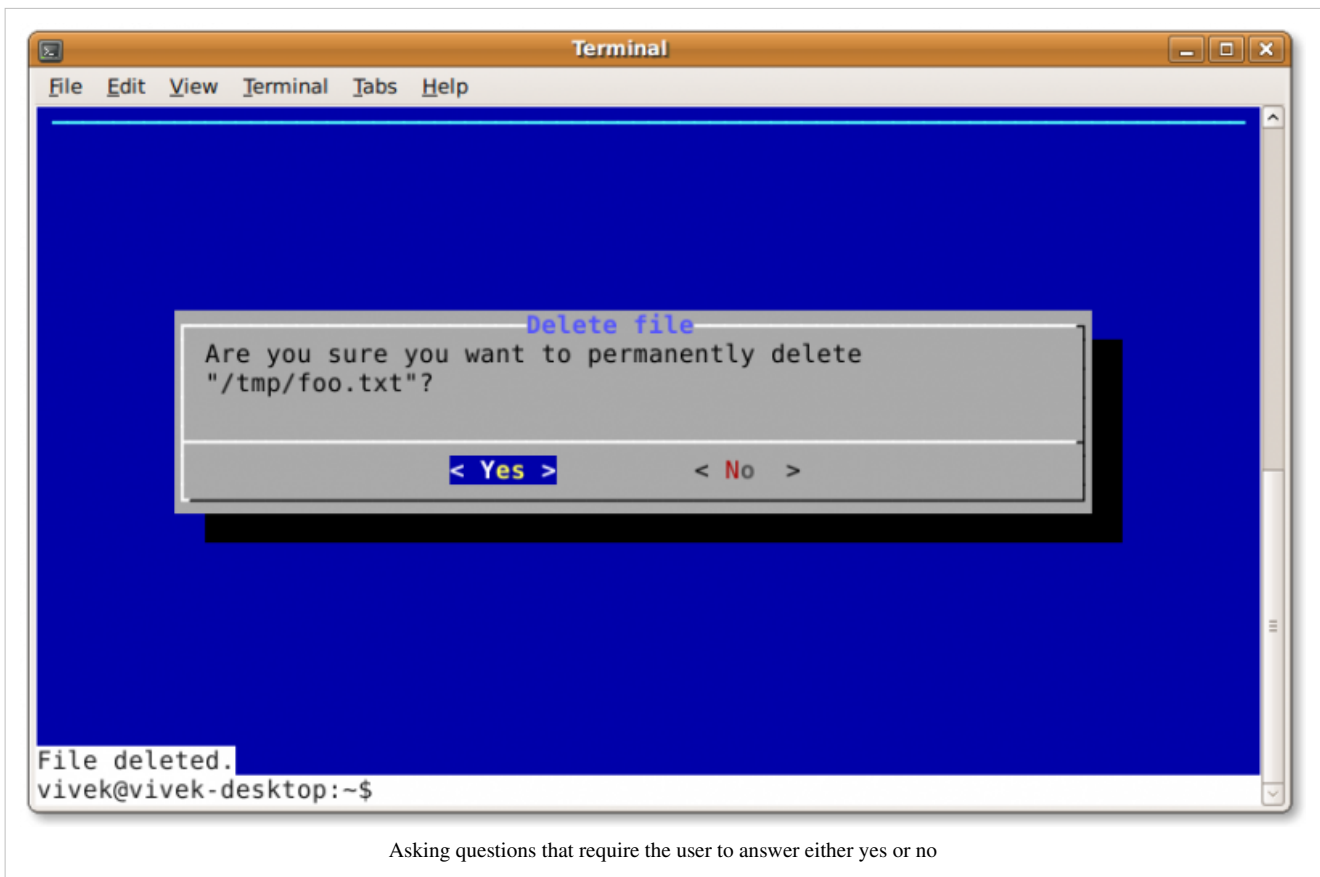 Terminal
File Edit View Terminal Tabs Help
Delete file
Are you sure you want to permanently delete
"/tmp/foo.txt"?
< Yes > < No >
File deleted.
vivek@vivek-desktop:~$
Asking questions that require the user to answer either yes or no